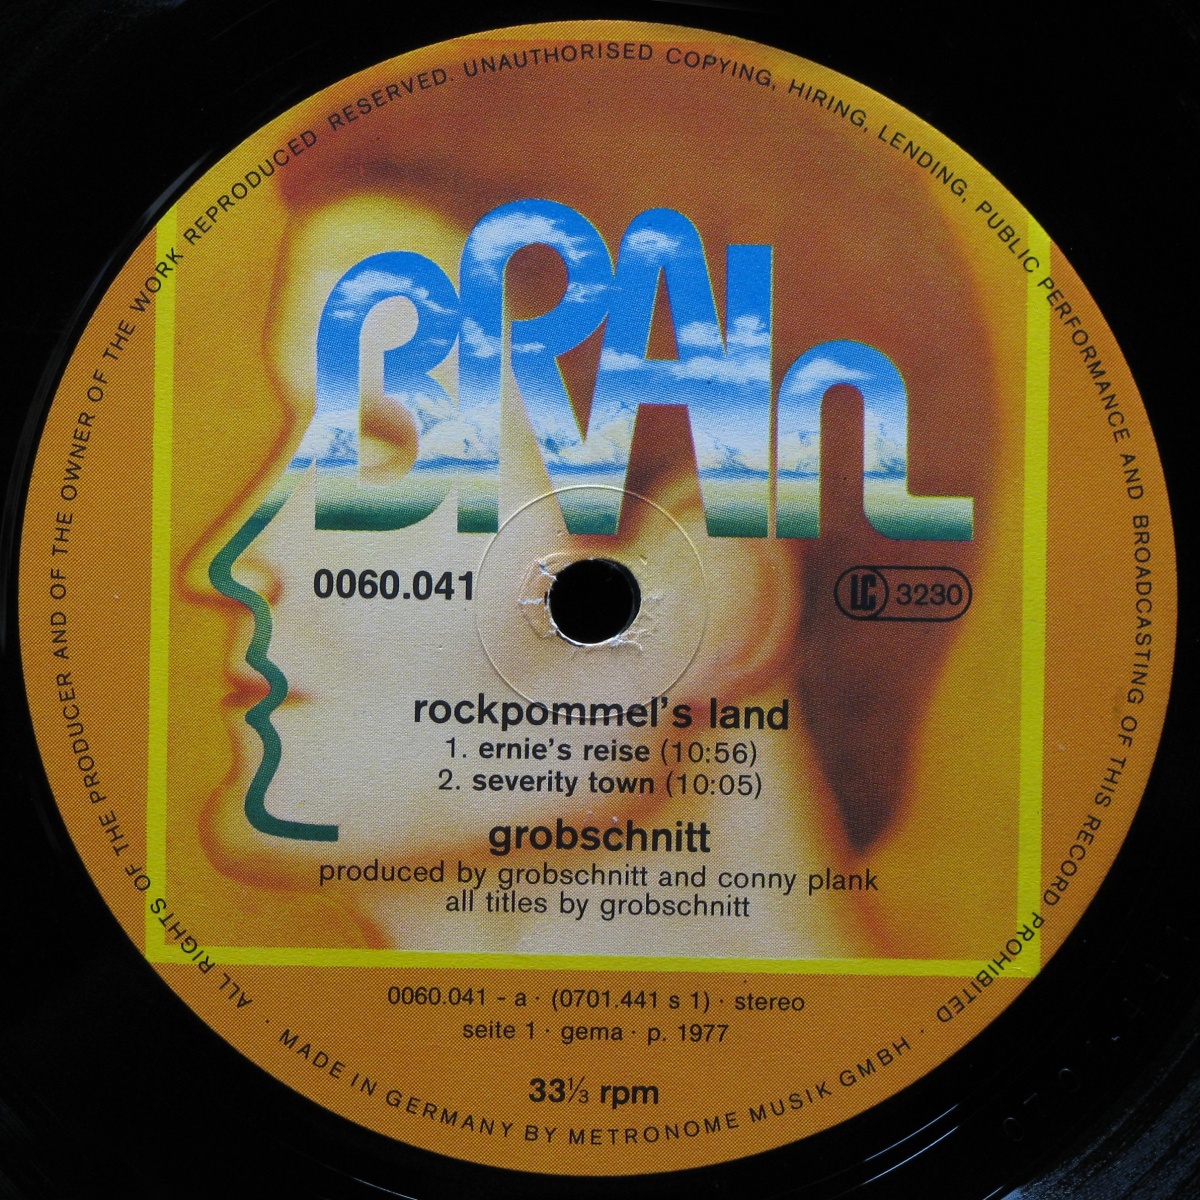 ALL RIGHTS OF THE PRODUCER AND OF THE OWNER OF THE WORK REPRODUCED RESERVED. UNAUTHORISED COPYING, HIRING, LENDING, PUBLIC PERFORMANCE AND BROADCASTING OF THIS RECORD PROHIBITED
BRAIn
0060.041
LC 3230
rockpommel's land
1. ernie's reise (10:56)
2. severity town (10:05)
grobschnitt
produced by grobschnitt and conny plank
all titles by grobschnitt
0060.041 - a · (0701.441 s 1) · stereo
seite 1 · gema · p. 1977
33⅓ rpm
· MADE IN GERMANY BY METRONOME MUSIK GMBH ·